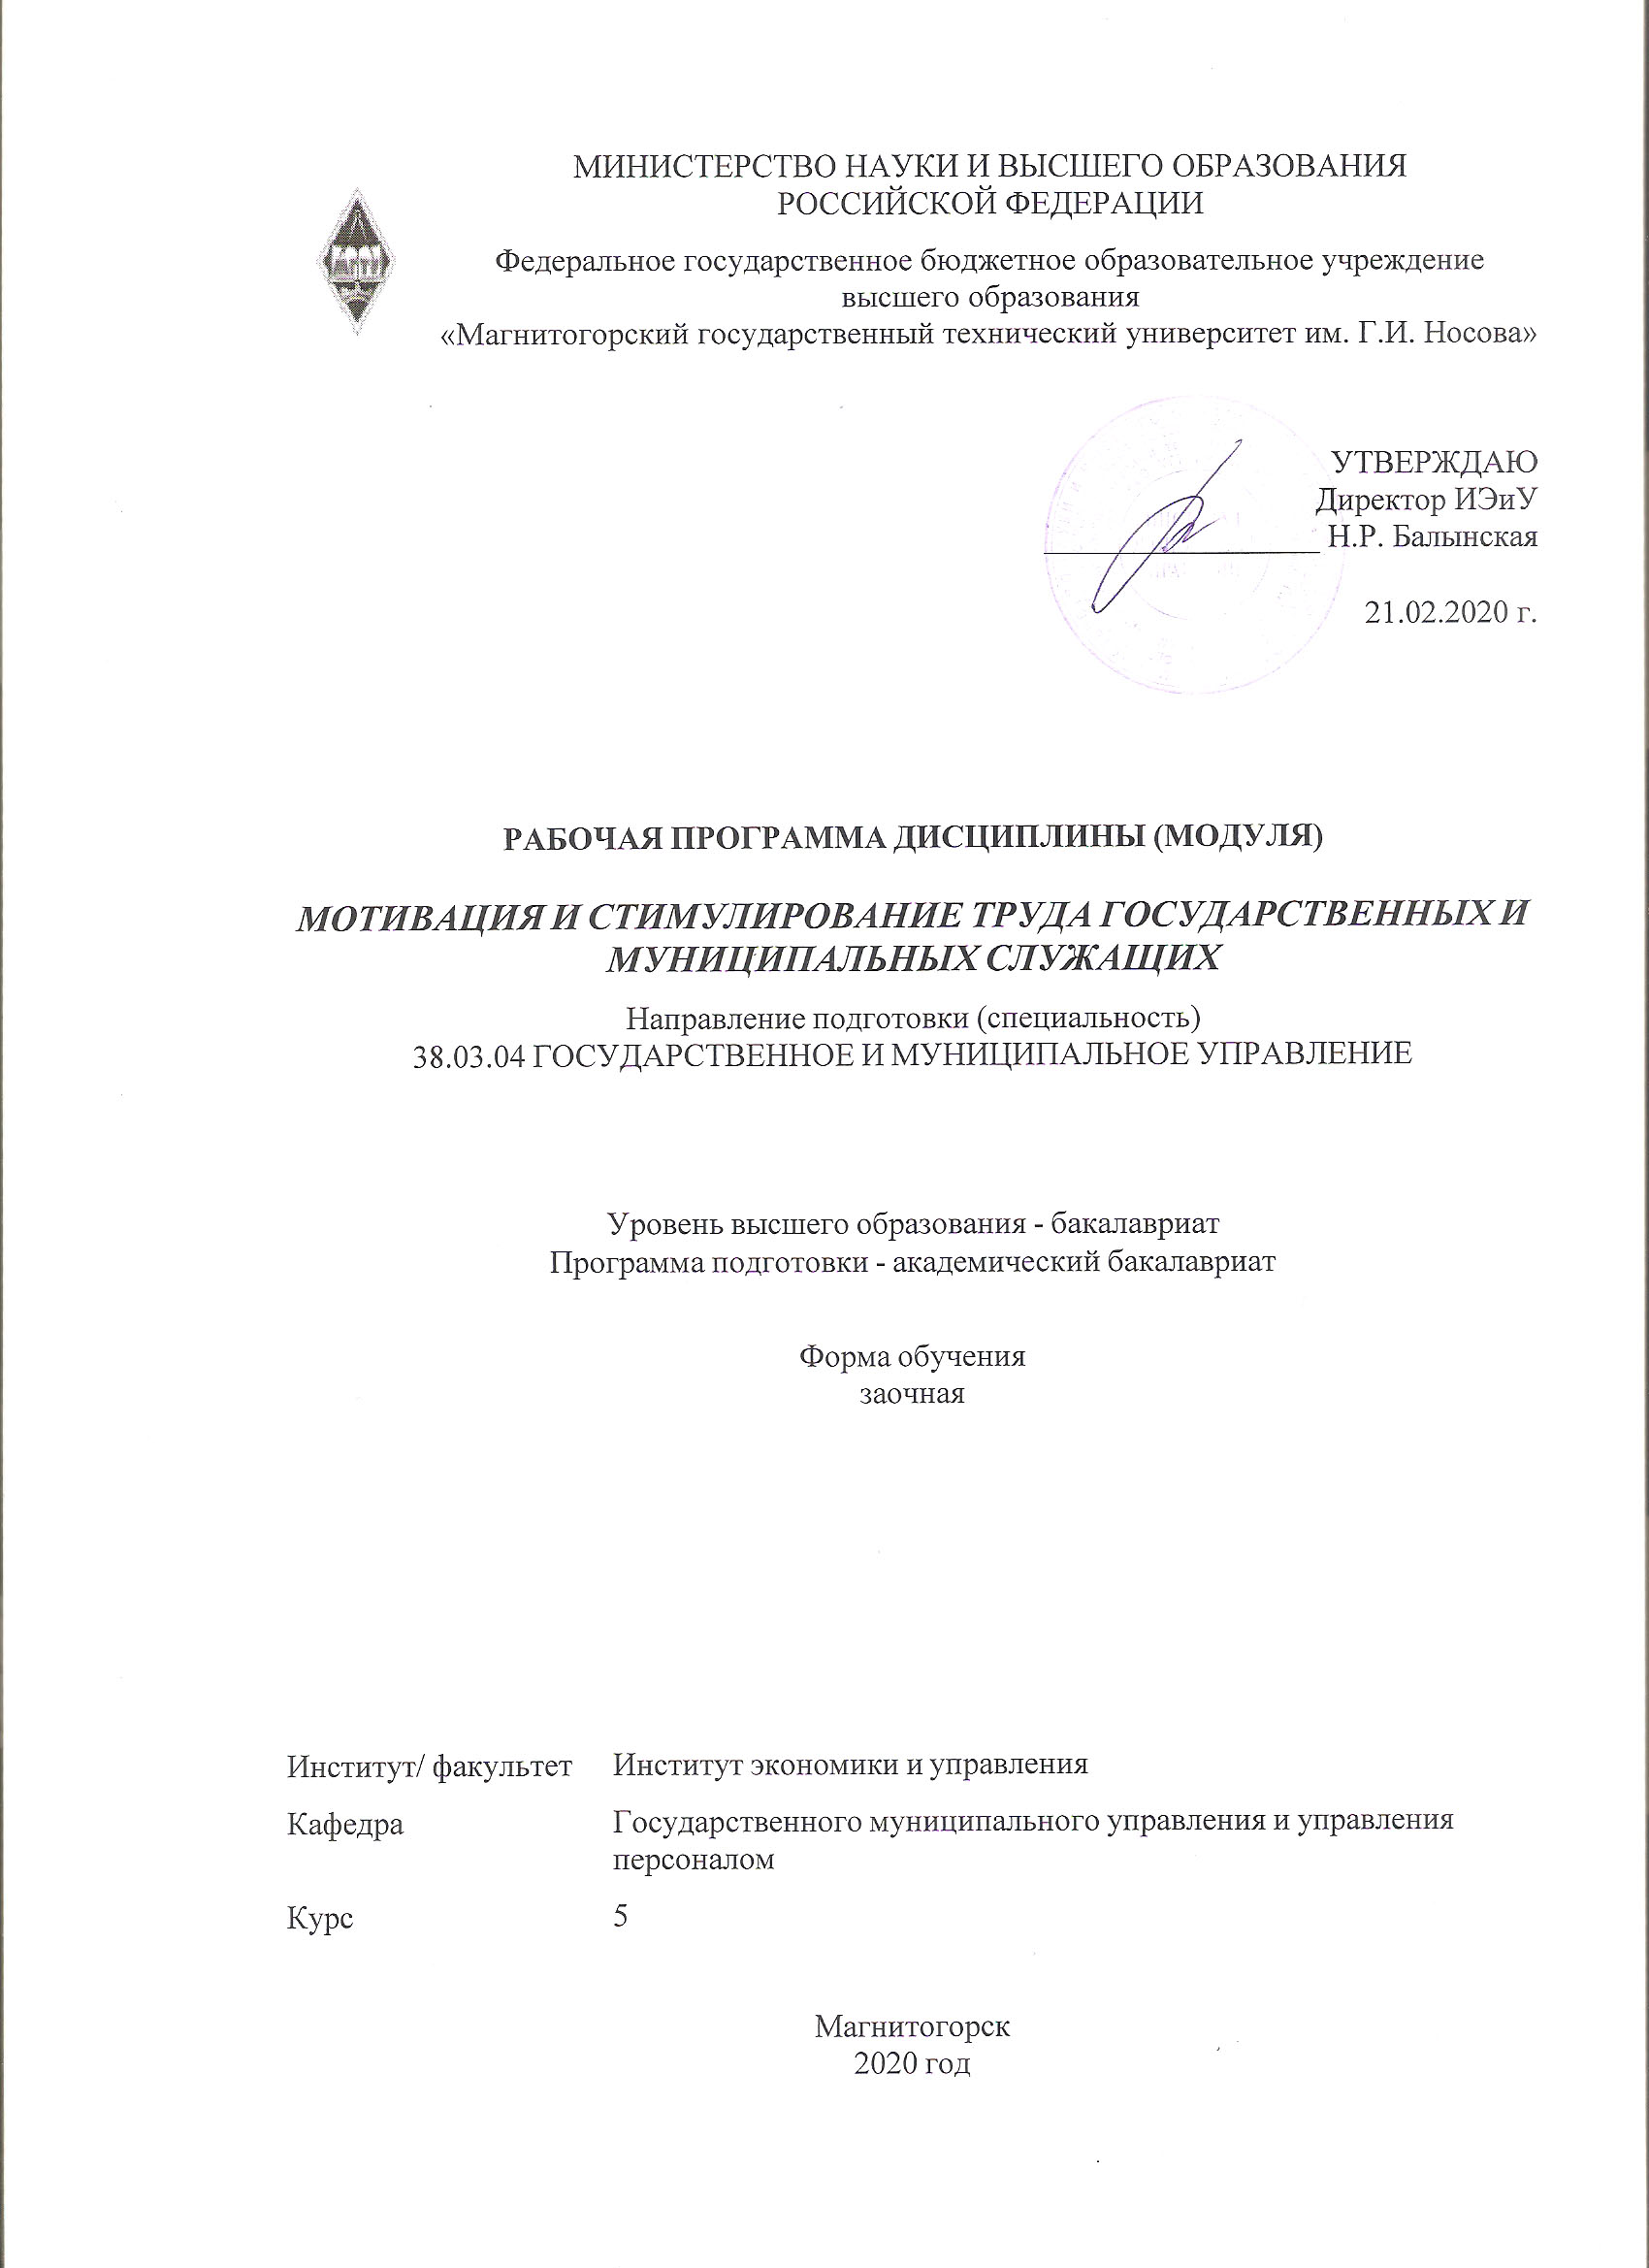 МИНИСТЕРСТВО НАУКИ И ВЫСШЕГО ОБРАЗОВАНИЯ
РОССИЙСКОЙ ФЕДЕРАЦИИ
Федеральное государственное бюджетное образовательное учреждение
высшего образования
«Магнитогорский государственный технический университет им. Г.И. Носова»
УТВЕРЖДАЮ
Директор ИЭиУ
Н.Р. Балынская
21.02.2020 г.
РАБОЧАЯ ПРОГРАММА ДИСЦИПЛИНЫ (МОДУЛЯ)
МОТИВАЦИЯ И СТИМУЛИРОВАНИЕ ТРУДА ГОСУДАРСТВЕННЫХ И
МУНИЦИПАЛЬНЫХ СЛУЖАЩИХ
Направление подготовки (специальность)
38.03.04 ГОСУДАРСТВЕННОЕ И МУНИЦИПАЛЬНОЕ УПРАВЛЕНИЕ
Уровень высшего образования - бакалавриат
Программа подготовки - академический бакалавриат
Форма обучения
заочная
Институт/ факультет Институт экономики и управления
Кафедра Государственного муниципального управления и управления
персоналом
Курс 5
Магнитогорск
2020 год